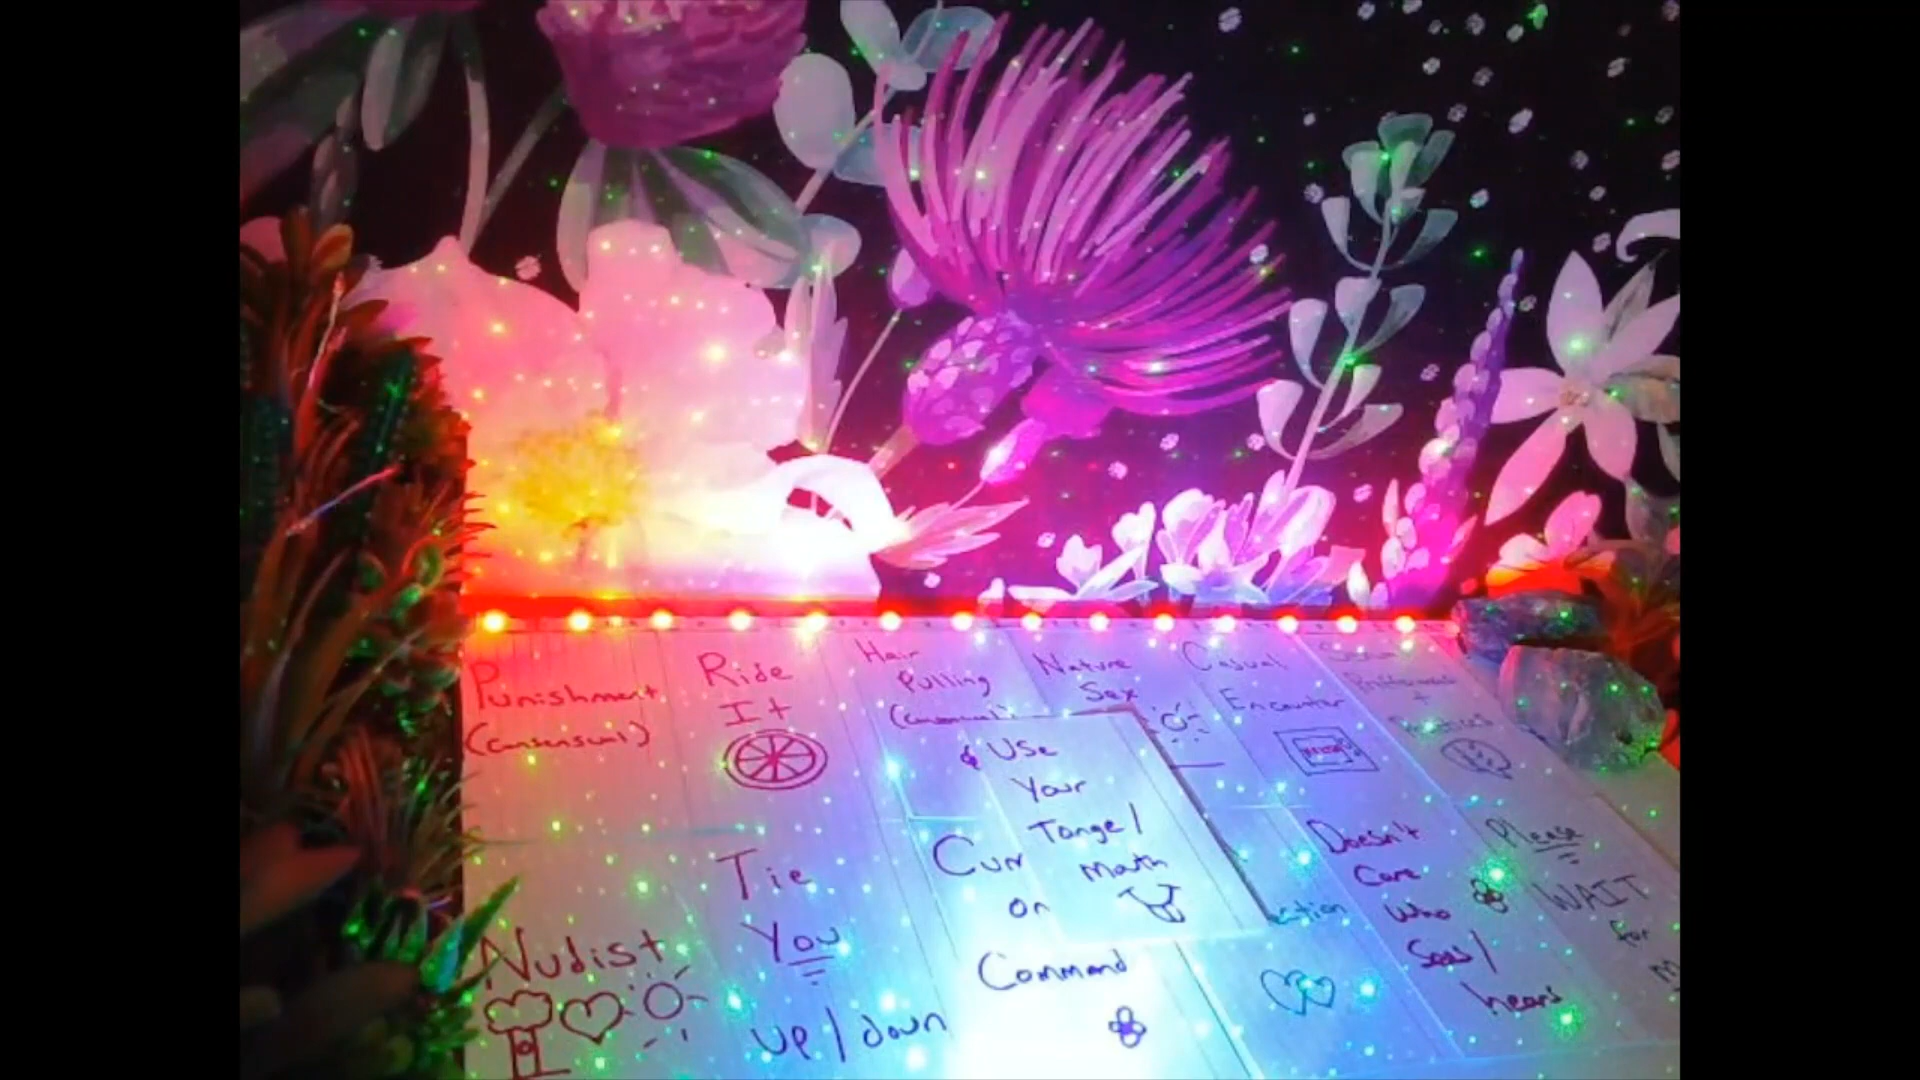 Punishment
(consensual)
Ride
It
Hair
Pulling
(consensual)
Nature
Sex
Casual
Encounter
& Use
Your
Tonge/
Mouth
Nudist
Tie
You
up/down
Cum
on
Command
Doesn't
Care
Who
Sees/
hears
Please
WAIT
for